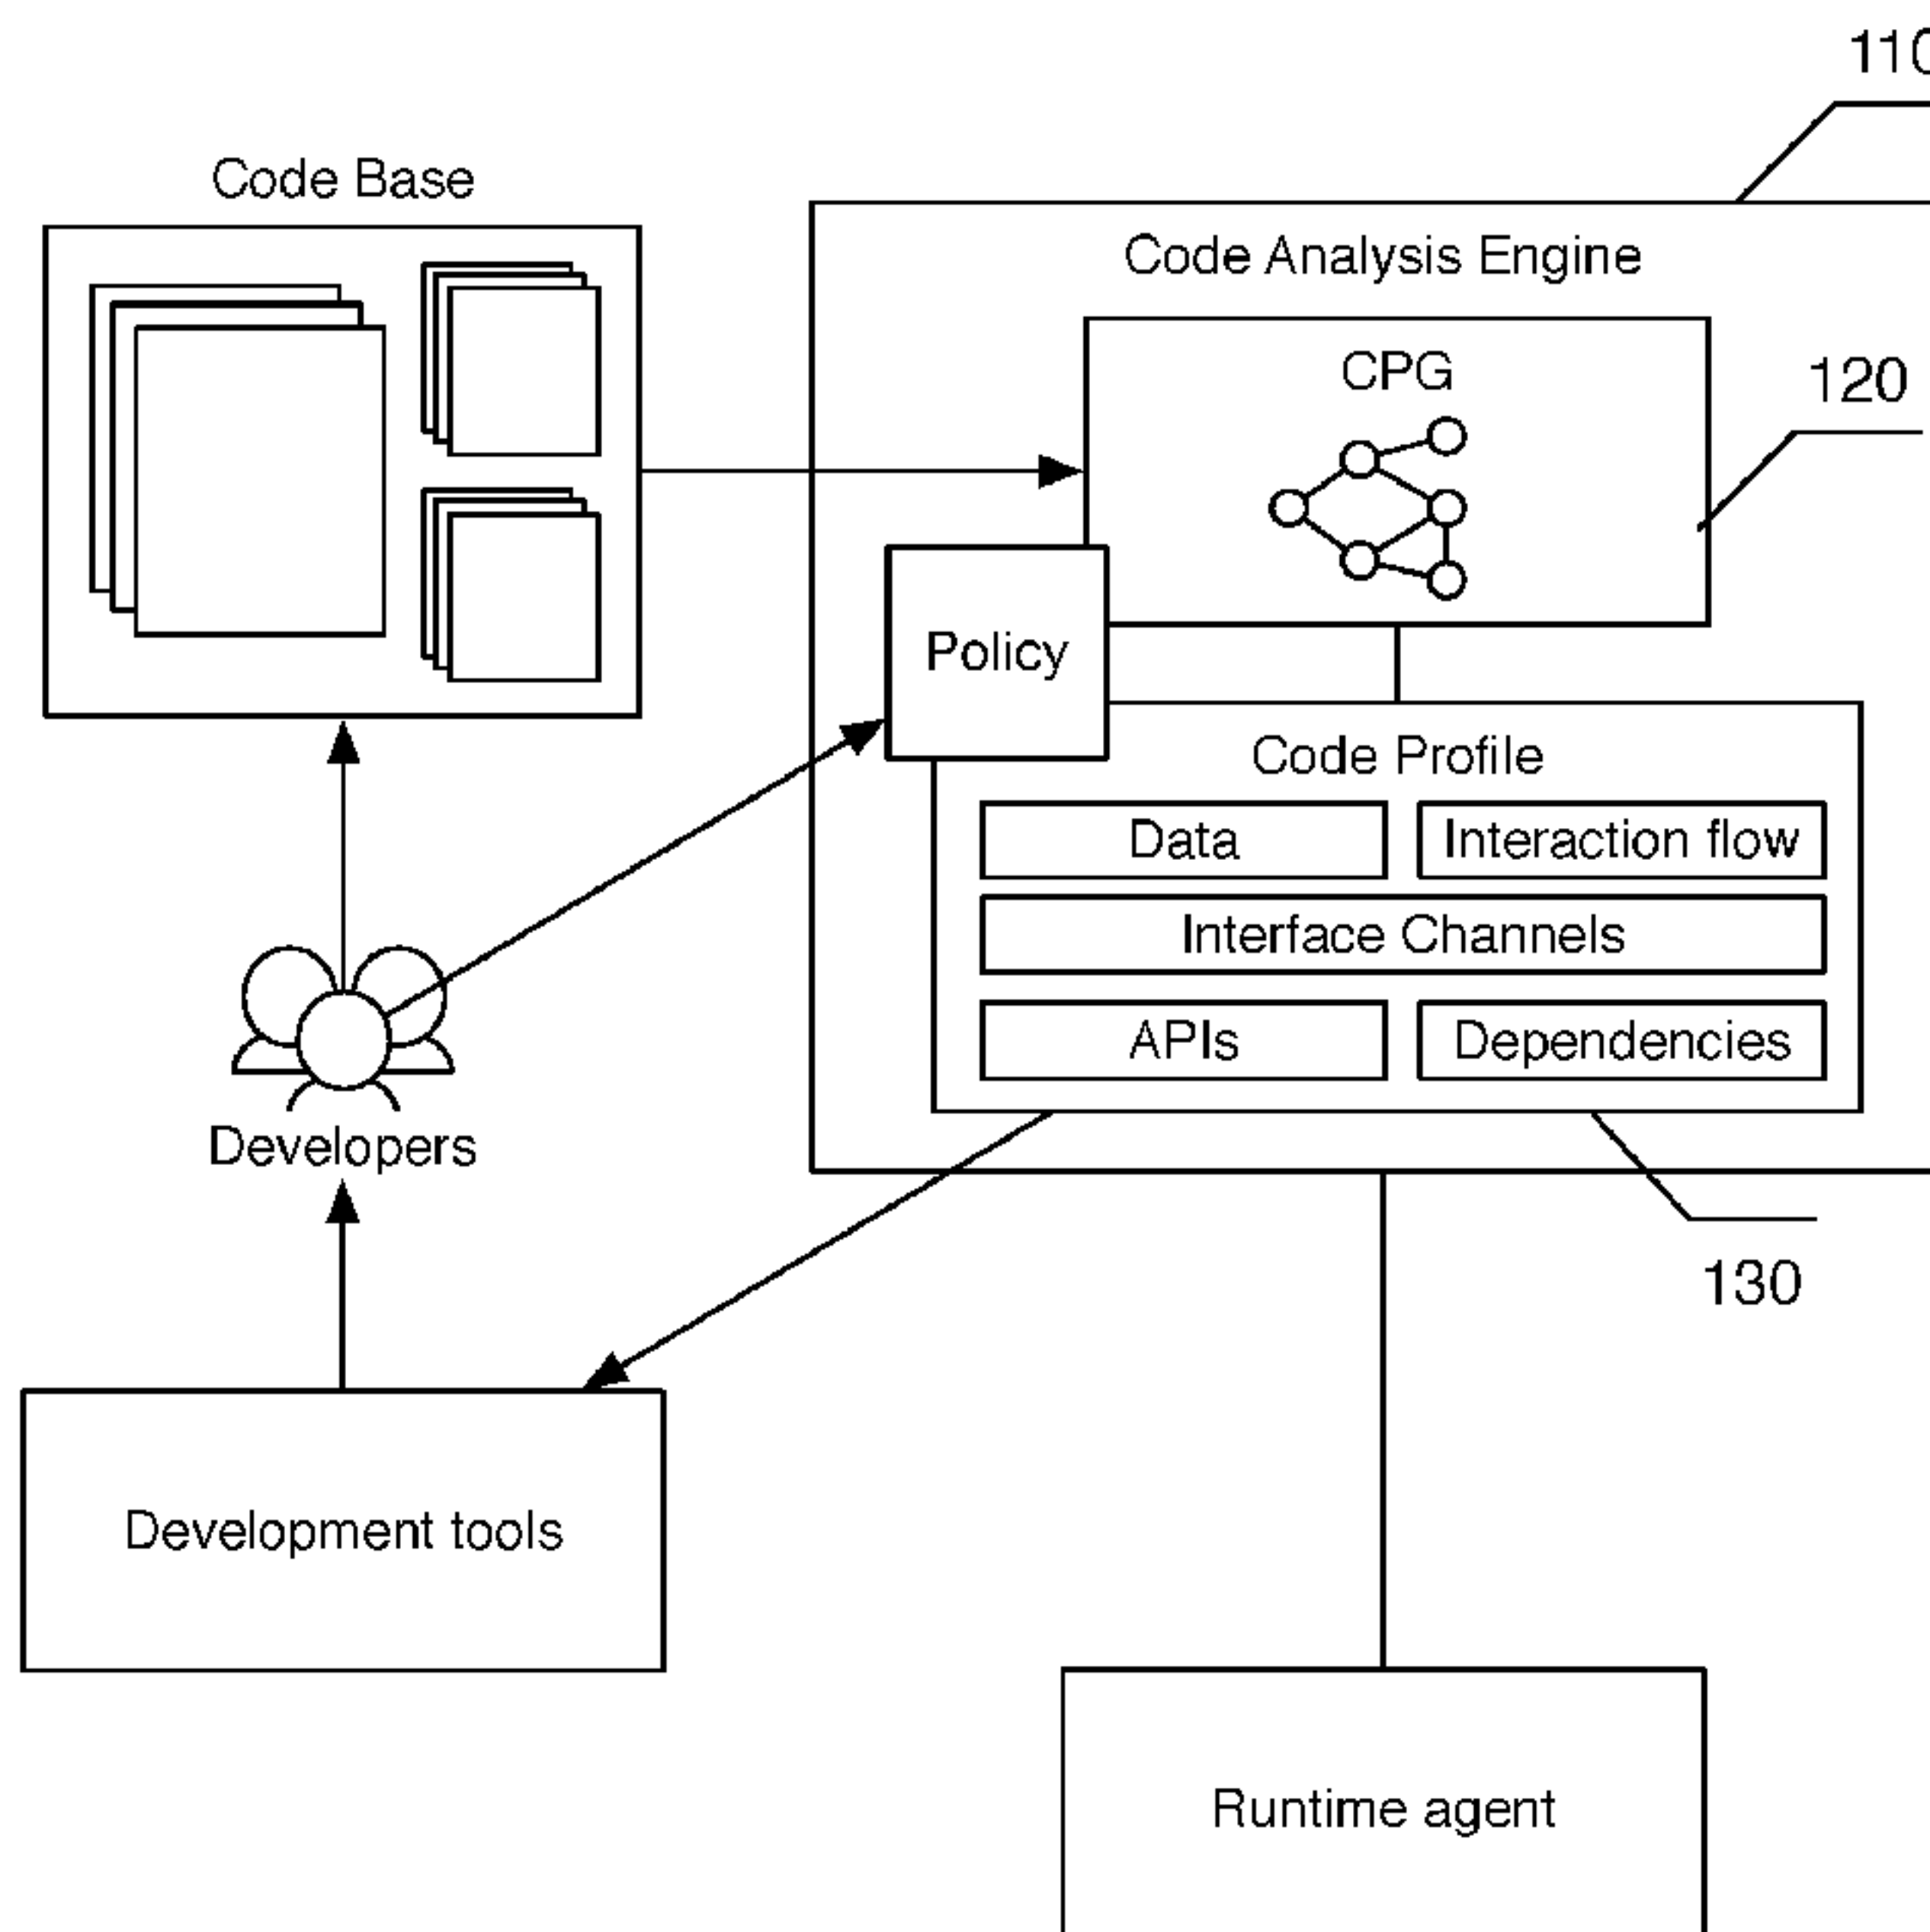 110
Code Base
Code Analysis Engine
CPG
120
Policy
Code Profile
Data
Interaction flow
Interface Channels
APIs
Dependencies
Developers
130
Development tools
Runtime agent